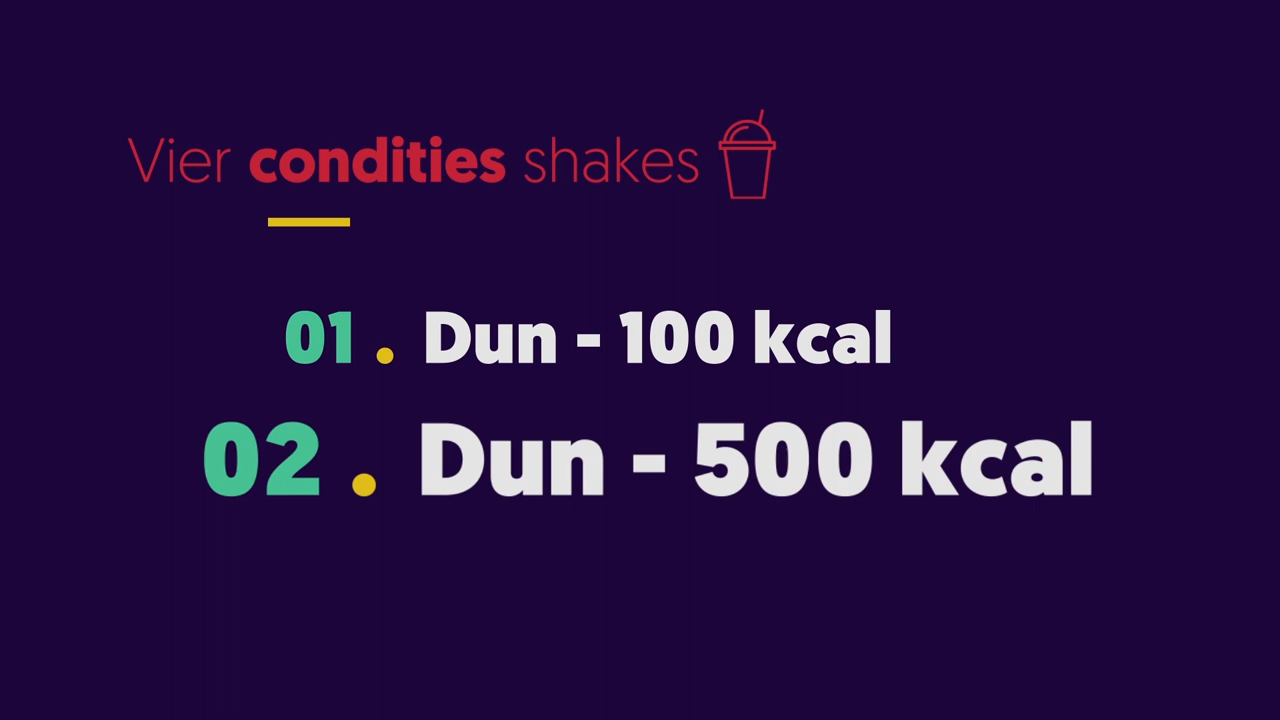 Vier condities shakes
01 . Dun - 100 kcal
02 . Dun - 500 kcal